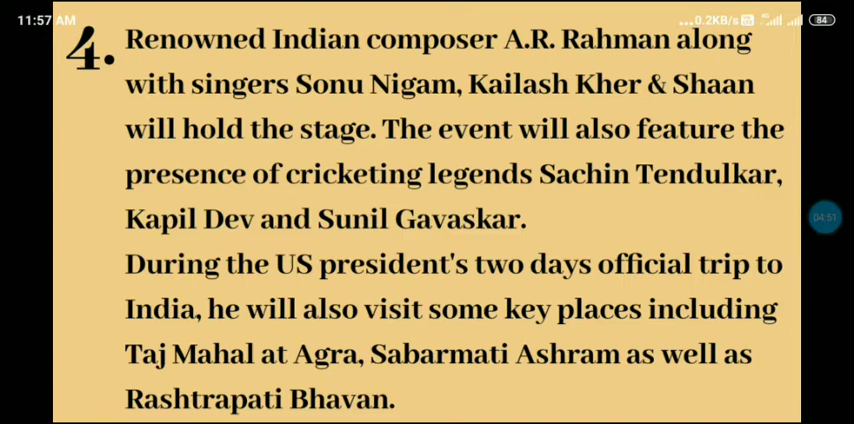 11:57 AM
...0.2KB/s
84
4. Renowned Indian composer A.R. Rahman along
with singers Sonu Nigam, Kailash Kher & Shaan
will hold the stage. The event will also feature the
presence of cricketing legends Sachin Tendulkar,
Kapil Dev and Sunil Gavaskar.
04:51
During the US president's two days official trip to
India, he will also visit some key places including
Taj Mahal at Agra, Sabarmati Ashram as well as
Rashtrapati Bhavan.